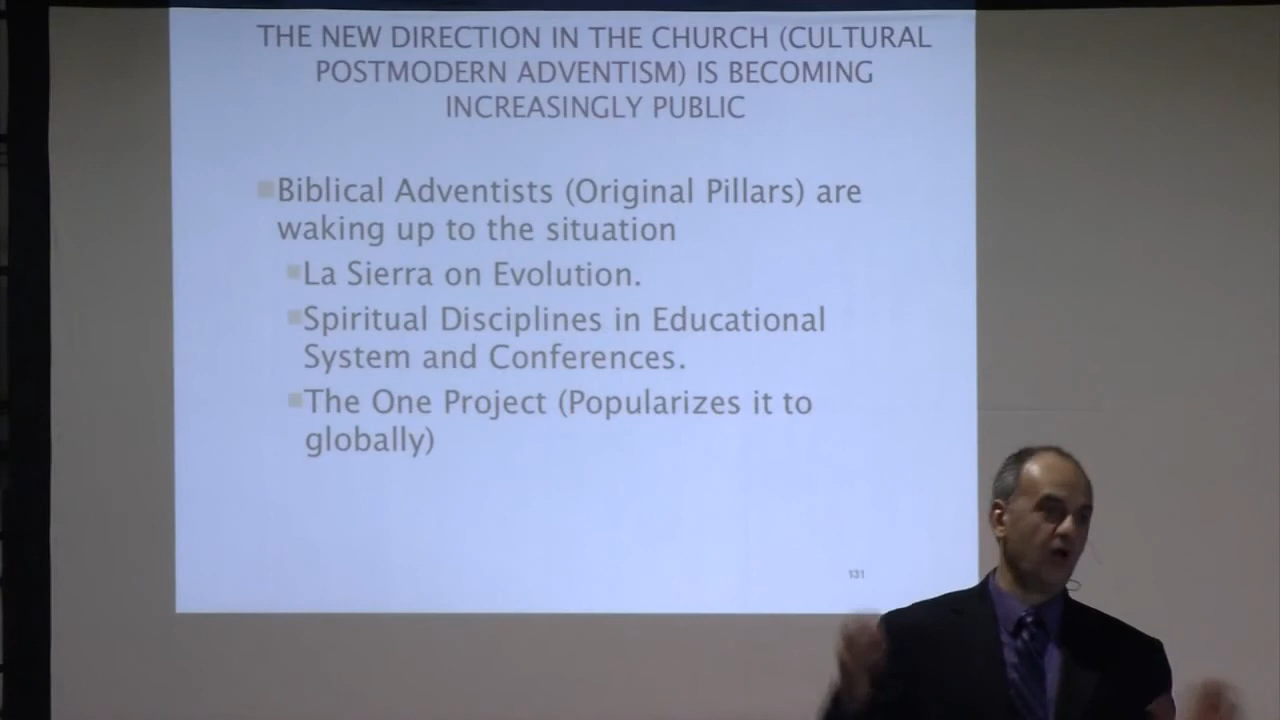 THE NEW DIRECTION IN THE CHURCH (CULTURAL
POSTMODERN ADVENTISM) IS BECOMING
INCREASINGLY PUBLIC
Biblical Adventists (Original Pillars) are
waking up to the situation
La Sierra on Evolution.
Spiritual Disciplines in Educational
System and Conferences.
The One Project (Popularizes it to
globally)
131